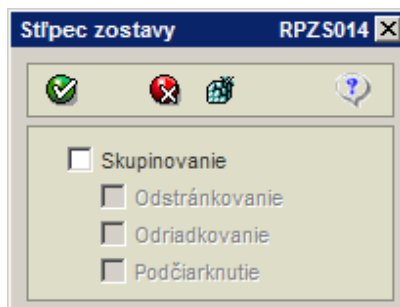 Stĺpec zostavy RPZS014
Skupinovanie
Odstránkovanie
Odriadkovanie
Podčiarknutie